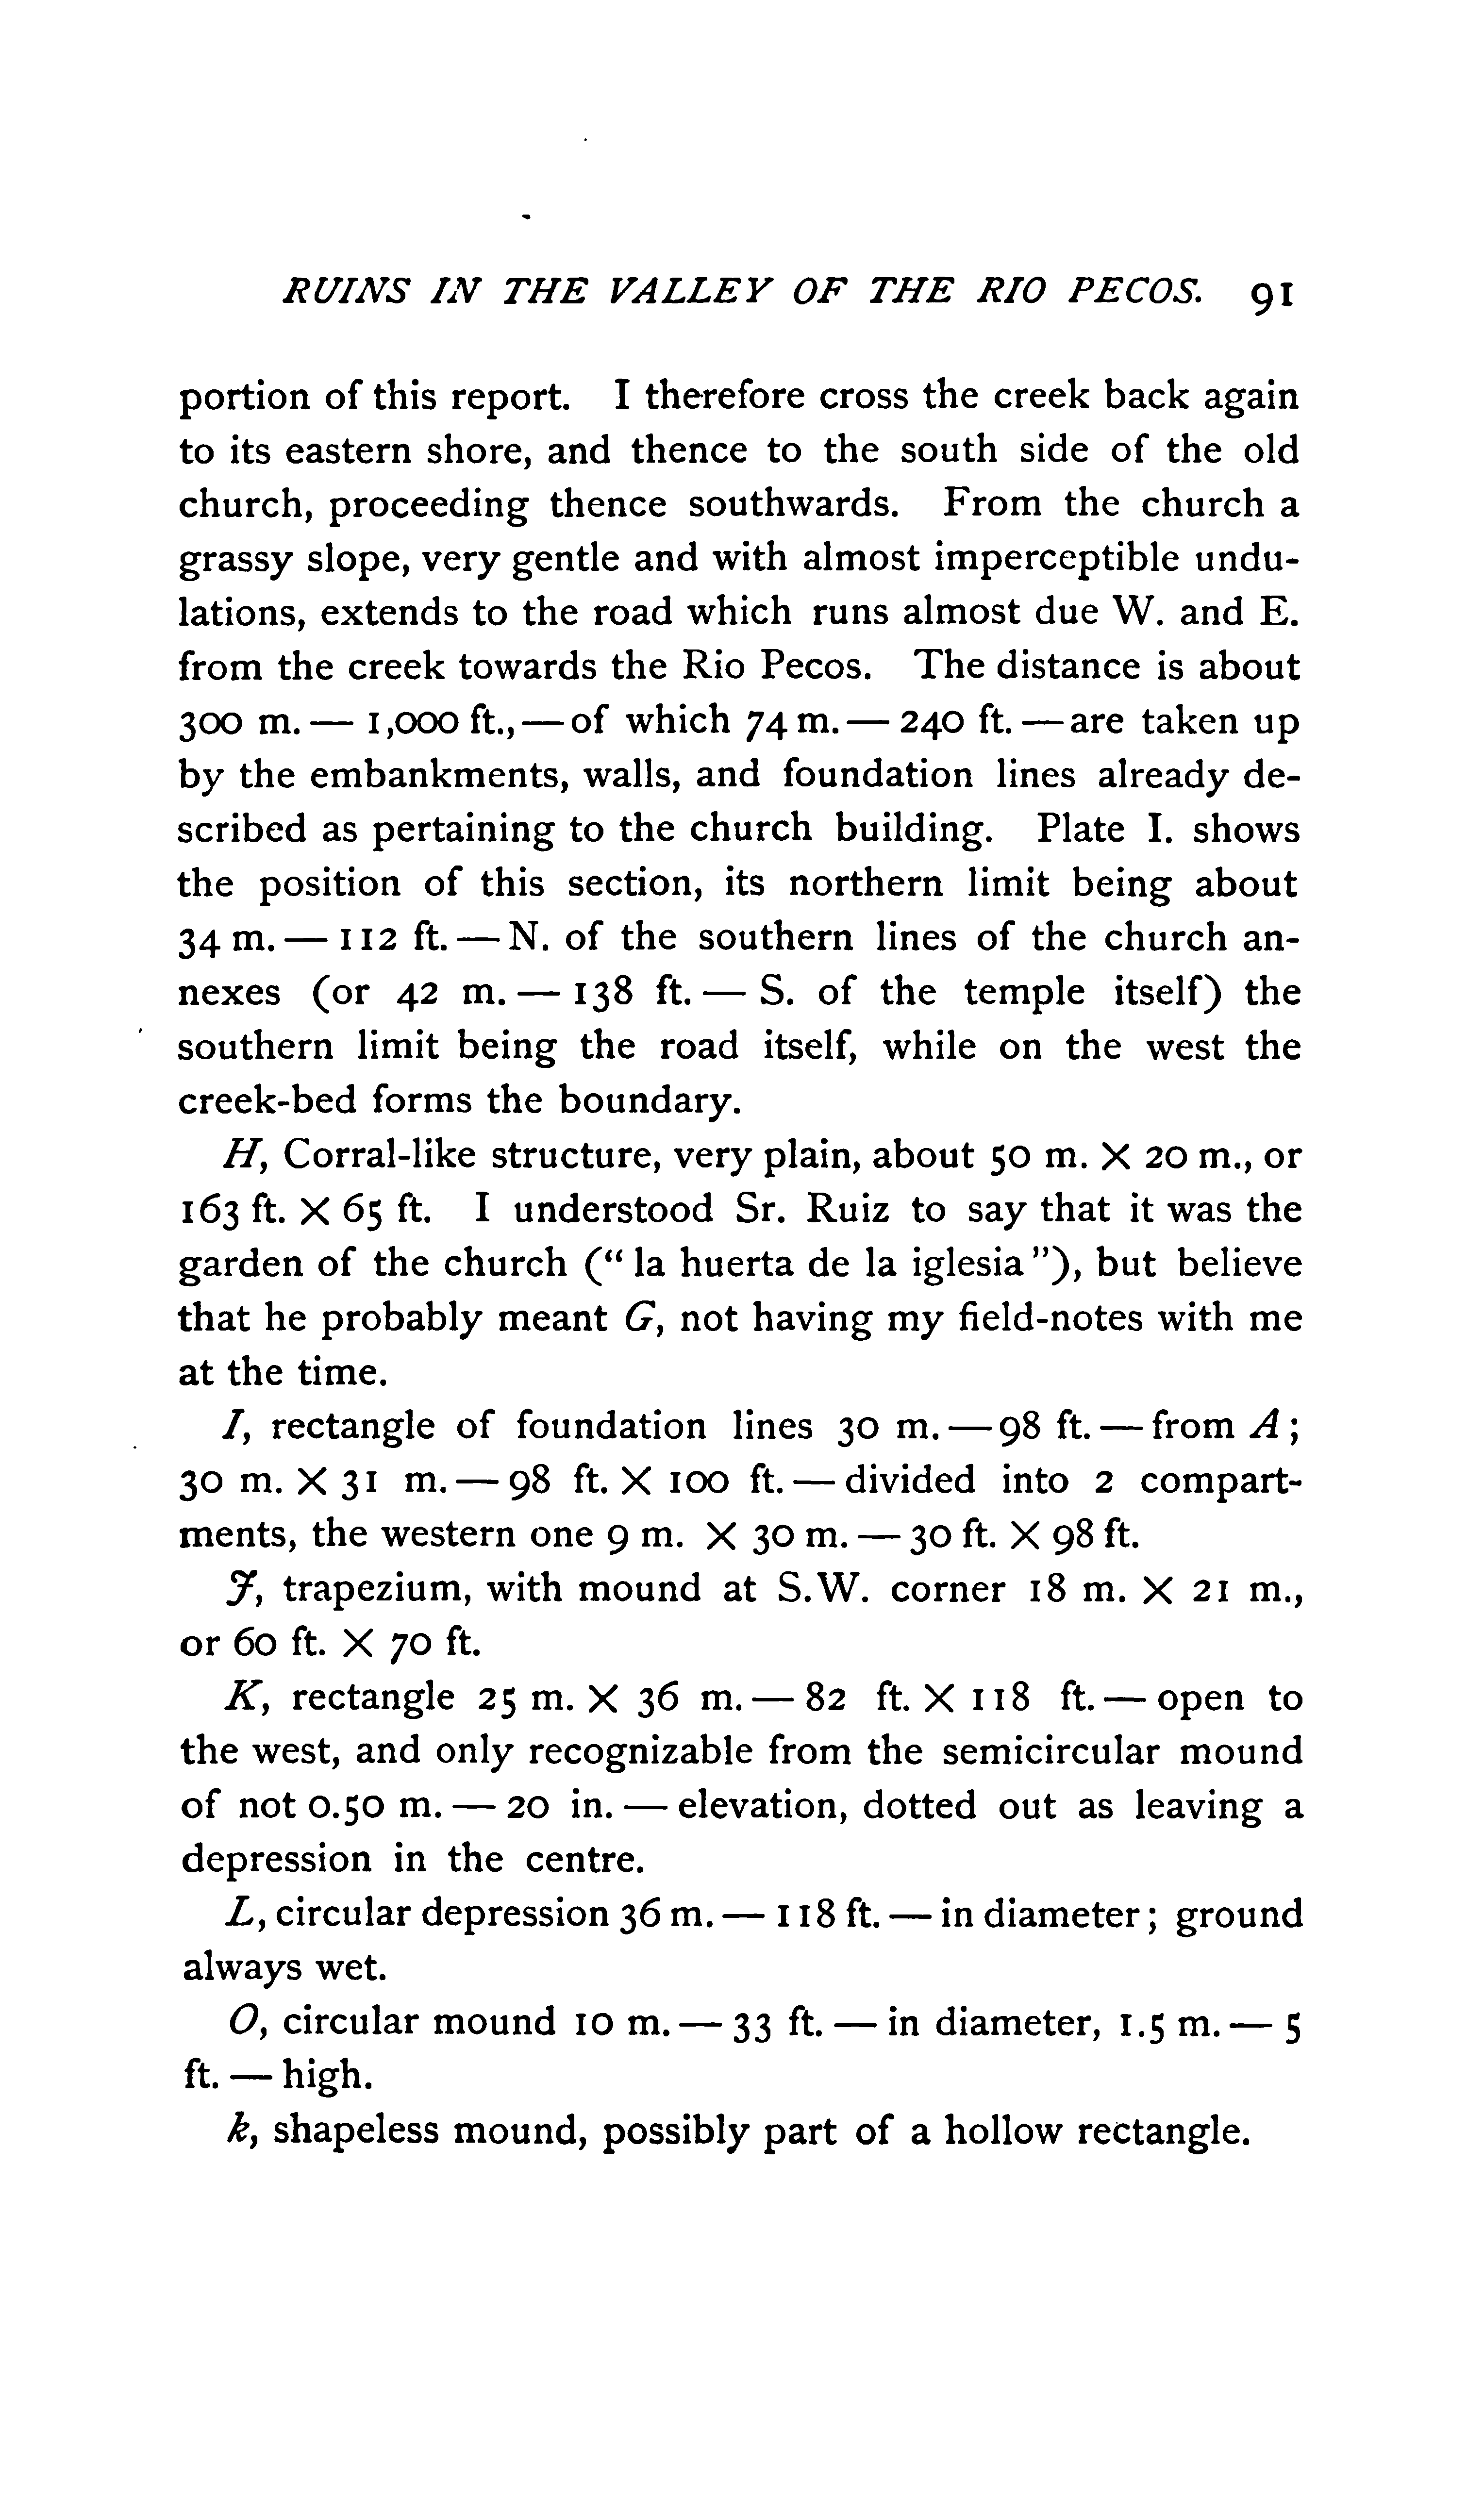 RUINS IN THE VALLEY OF THE RIO PECOS. 91
portion of this report. I therefore cross the creek back again
to its eastern shore, and thence to the south side of the old
church, proceeding thence southwards. From the church a
grassy slope, very gentle and with almost imperceptible undu-
lations, extends to the road which runs almost due W. and E.
from the creek towards the Rio Pecos. The distance is about
300 m. — 1,000 ft., — of which 74 m. — 240 ft. — are taken up
by the embankments, walls, and foundation lines already de-
scribed as pertaining to the church building. Plate I. shows
the position of this section, its northern limit being about
34 m. — 112 ft. — N. of the southern lines of the church an-
nexes (or 42 m. — 138 ft. — S. of the temple itself) the
southern limit being the road itself, while on the west the
creek-bed forms the boundary.
H, Corral-like structure, very plain, about 50 m. X 20 m., or
163 ft. X 65 ft. I understood Sr. Ruiz to say that it was the
garden of the church (“ la huerta de la iglesia ”), but believe
that he probably meant G, not having my field-notes with me
at the time.
I, rectangle of foundation lines 30 m. — 98 ft. — from A ;
30 m. X 31 m. — 98 ft. X 100 ft. — divided into 2 compart-
ments, the western one 9 m. X 30 m. — 30 ft. X 98 ft.
J, trapezium, with mound at S.W. corner 18 m. X 21 m.,
or 60 ft. X 70 ft.
K, rectangle 25 m. X 36 m. — 82 ft. X 118 ft. — open to
the west, and only recognizable from the semicircular mound
of not 0.50 m. — 20 in. — elevation, dotted out as leaving a
depression in the centre.
L, circular depression 36 m. — 118 ft. — in diameter ; ground
always wet.
O, circular mound 10 m. — 33 ft. — in diameter, 1.5 m. — 5
ft. — high.
k, shapeless mound, possibly part of a hollow rectangle.